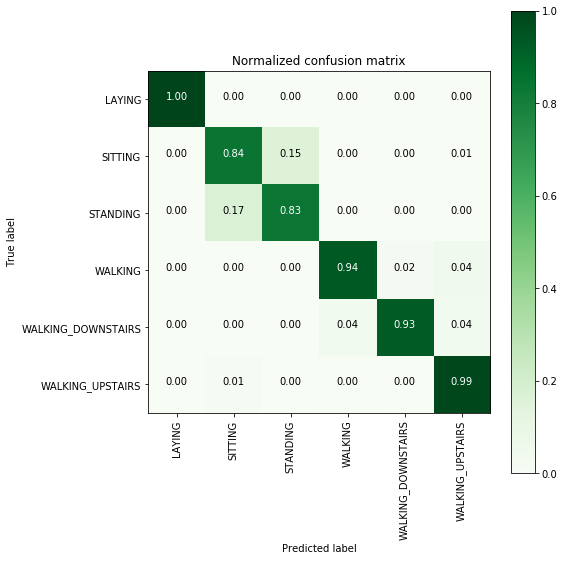 Normalized confusion matrix
True label
LAYING 1.00 0.00 0.00 0.00 0.00 0.00
SITTING 0.00 0.84 0.15 0.00 0.00 0.01
STANDING 0.00 0.17 0.83 0.00 0.00 0.00
WALKING 0.00 0.00 0.00 0.94 0.02 0.04
WALKING_DOWNSTAIRS 0.00 0.00 0.00 0.04 0.93 0.04
WALKING_UPSTAIRS 0.00 0.01 0.00 0.00 0.00 0.99
LAYING
SITTING
STANDING
WALKING
WALKING_DOWNSTAIRS
WALKING_UPSTAIRS
Predicted label
1.0
0.8
0.6
0.4
0.2
0.0